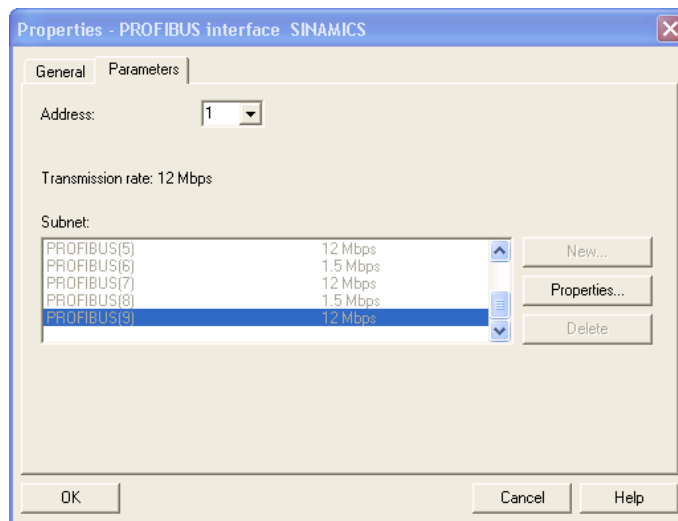 Properties - PROFIBUS interface SINAMICS
General Parameters
Address: 1
Transmission rate: 12 Mbps
Subnet:
PROFIBUS(5) 12 Mbps
PROFIBUS(6) 1.5 Mbps
PROFIBUS(7) 12 Mbps
PROFIBUS(8) 1.5 Mbps
PROFIBUS(9) 12 Mbps
New...
Properties...
Delete
OK Cancel Help